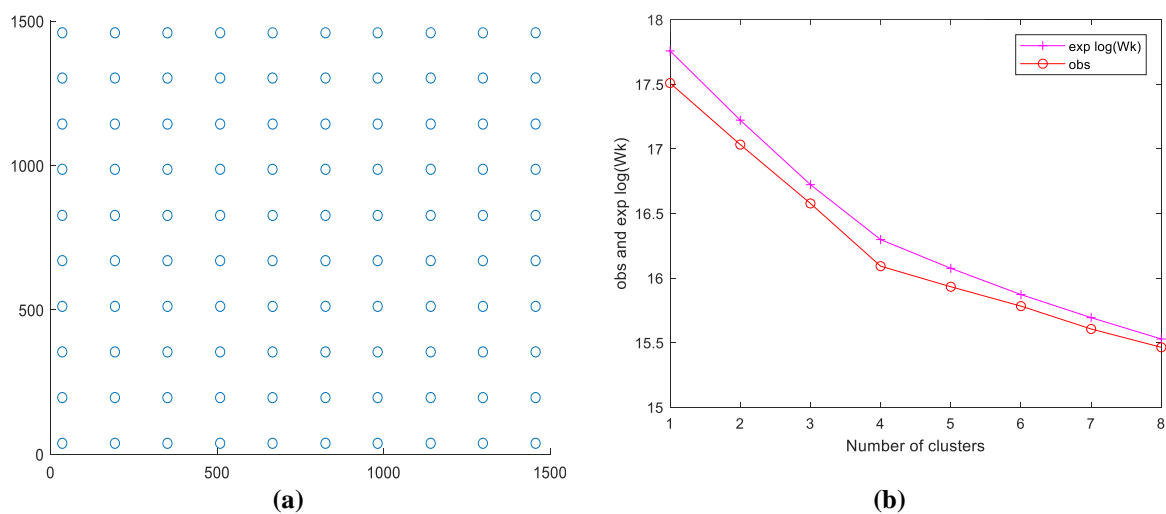 1500
1000
500
0
0
500
1000
1500
(a)
18
17.5
17
16.5
16
15.5
15
obs and exp log(Wk)
exp log(Wk)
obs
1 2 3 4 5 6 7 8
Number of clusters
(b)